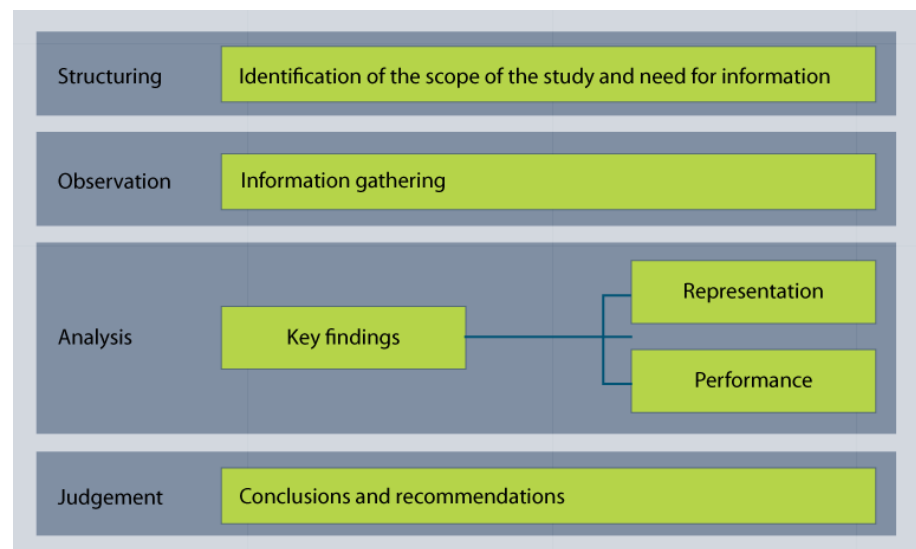 Structuring
Identification of the scope of the study and need for information
Observation
Information gathering
Analysis
Key findings
Representation
Performance
Judgement
Conclusions and recommendations